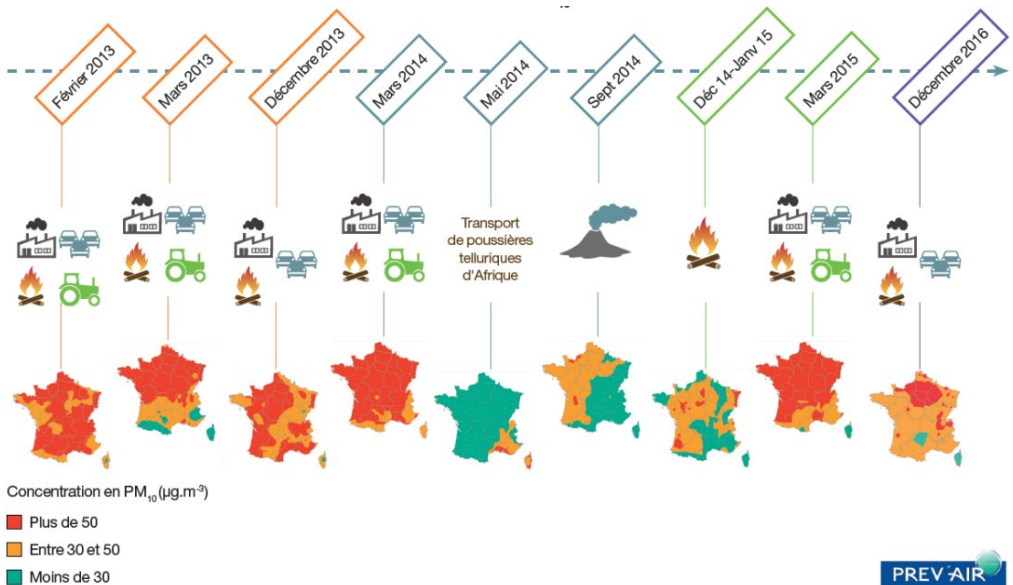 Février 2013
Mars 2013
Décembre 2013
Mars 2014
Mai 2014
Sept 2014
Déc 14-Janv 15
Mars 2015
Décembre 2016
Transport
de poussières
telluriques
d'Afrique
Concentration en PM₁₀ (µg.m⁻³)
Plus de 50
Entre 30 et 50
Moins de 30
PREV'AIR